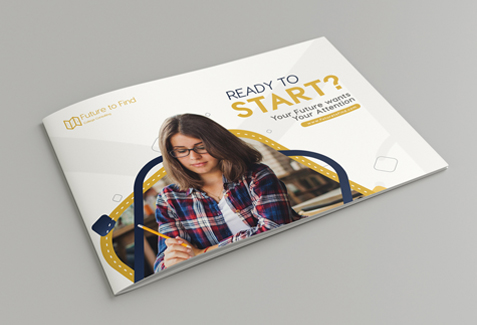 Future to Find
READY TO
START?
Your Future wants
Your Attention